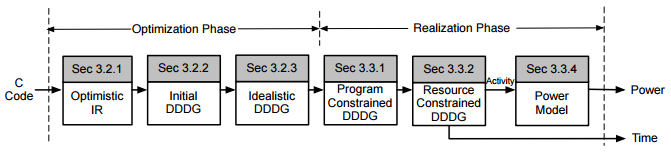 Optimization Phase
Realization Phase
C
Code
Sec 3.2.1
Optimistic
IR
Sec 3.2.2
Initial
DDDG
Sec 3.2.3
Idealistic
DDDG
Sec 3.3.1
Program
Constrained
DDDG
Sec 3.3.2
Resource
Constrained
DDDG
Activity
Sec 3.3.4
Power
Model
Power
Time